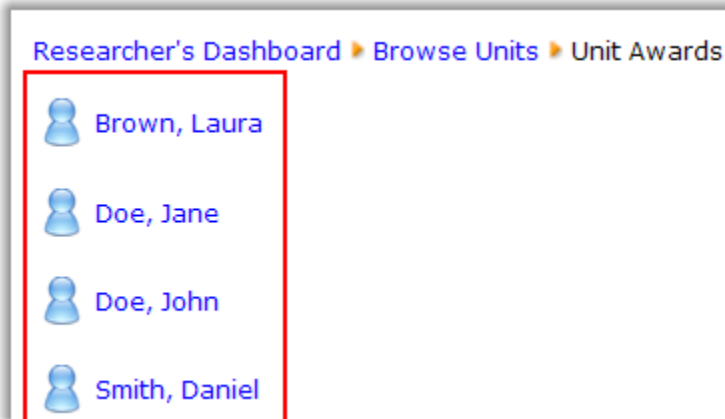 Researcher's Dashboard Browse Units Unit Awards
Brown, Laura
Doe, Jane
Doe, John
Smith, Daniel